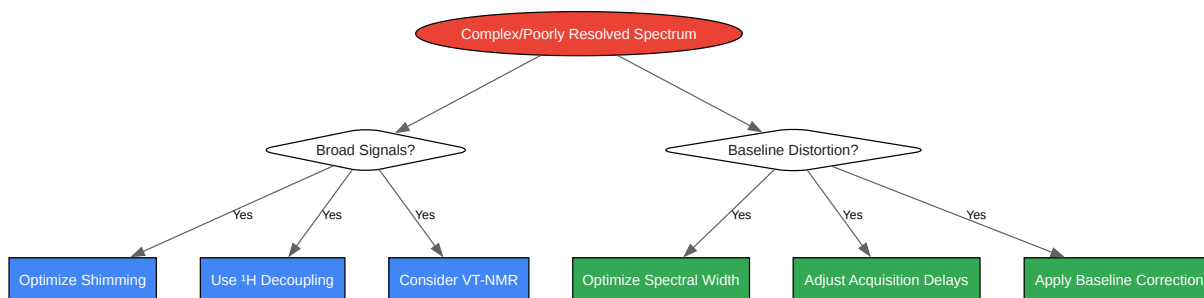 Complex/Poorly Resolved Spectrum
Broad Signals?
Baseline Distortion?
Yes
Yes
Yes
Yes
Yes
Yes
Optimize Shimming
Use ¹H Decoupling
Consider VT-NMR
Optimize Spectral Width
Adjust Acquisition Delays
Apply Baseline Correction